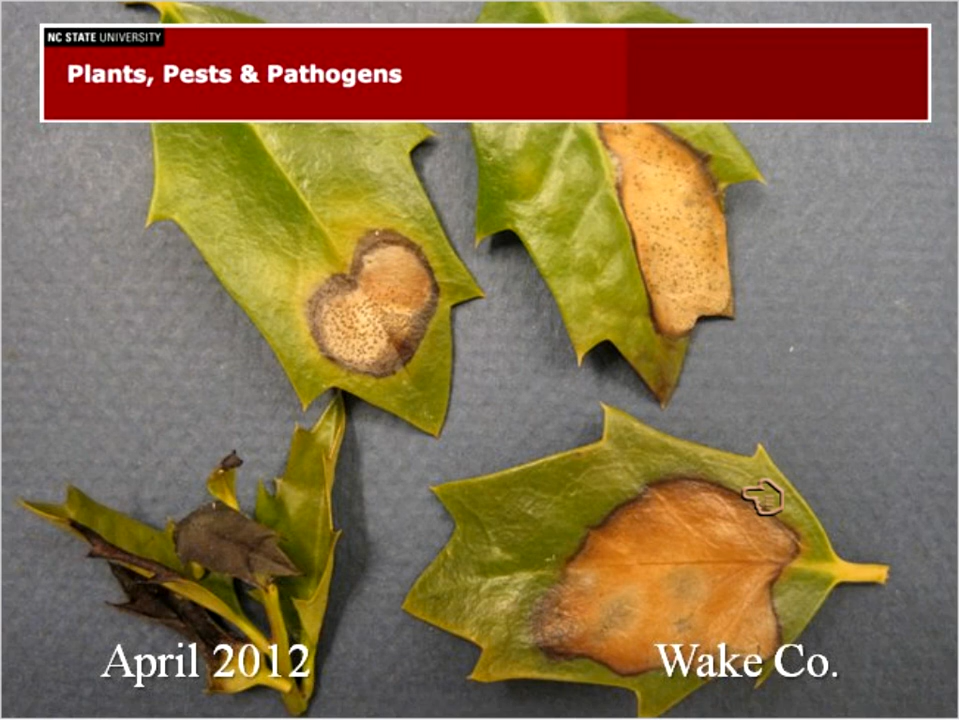 NC STATE UNIVERSITY
Plants, Pests & Pathogens
April 2012
Wake Co.